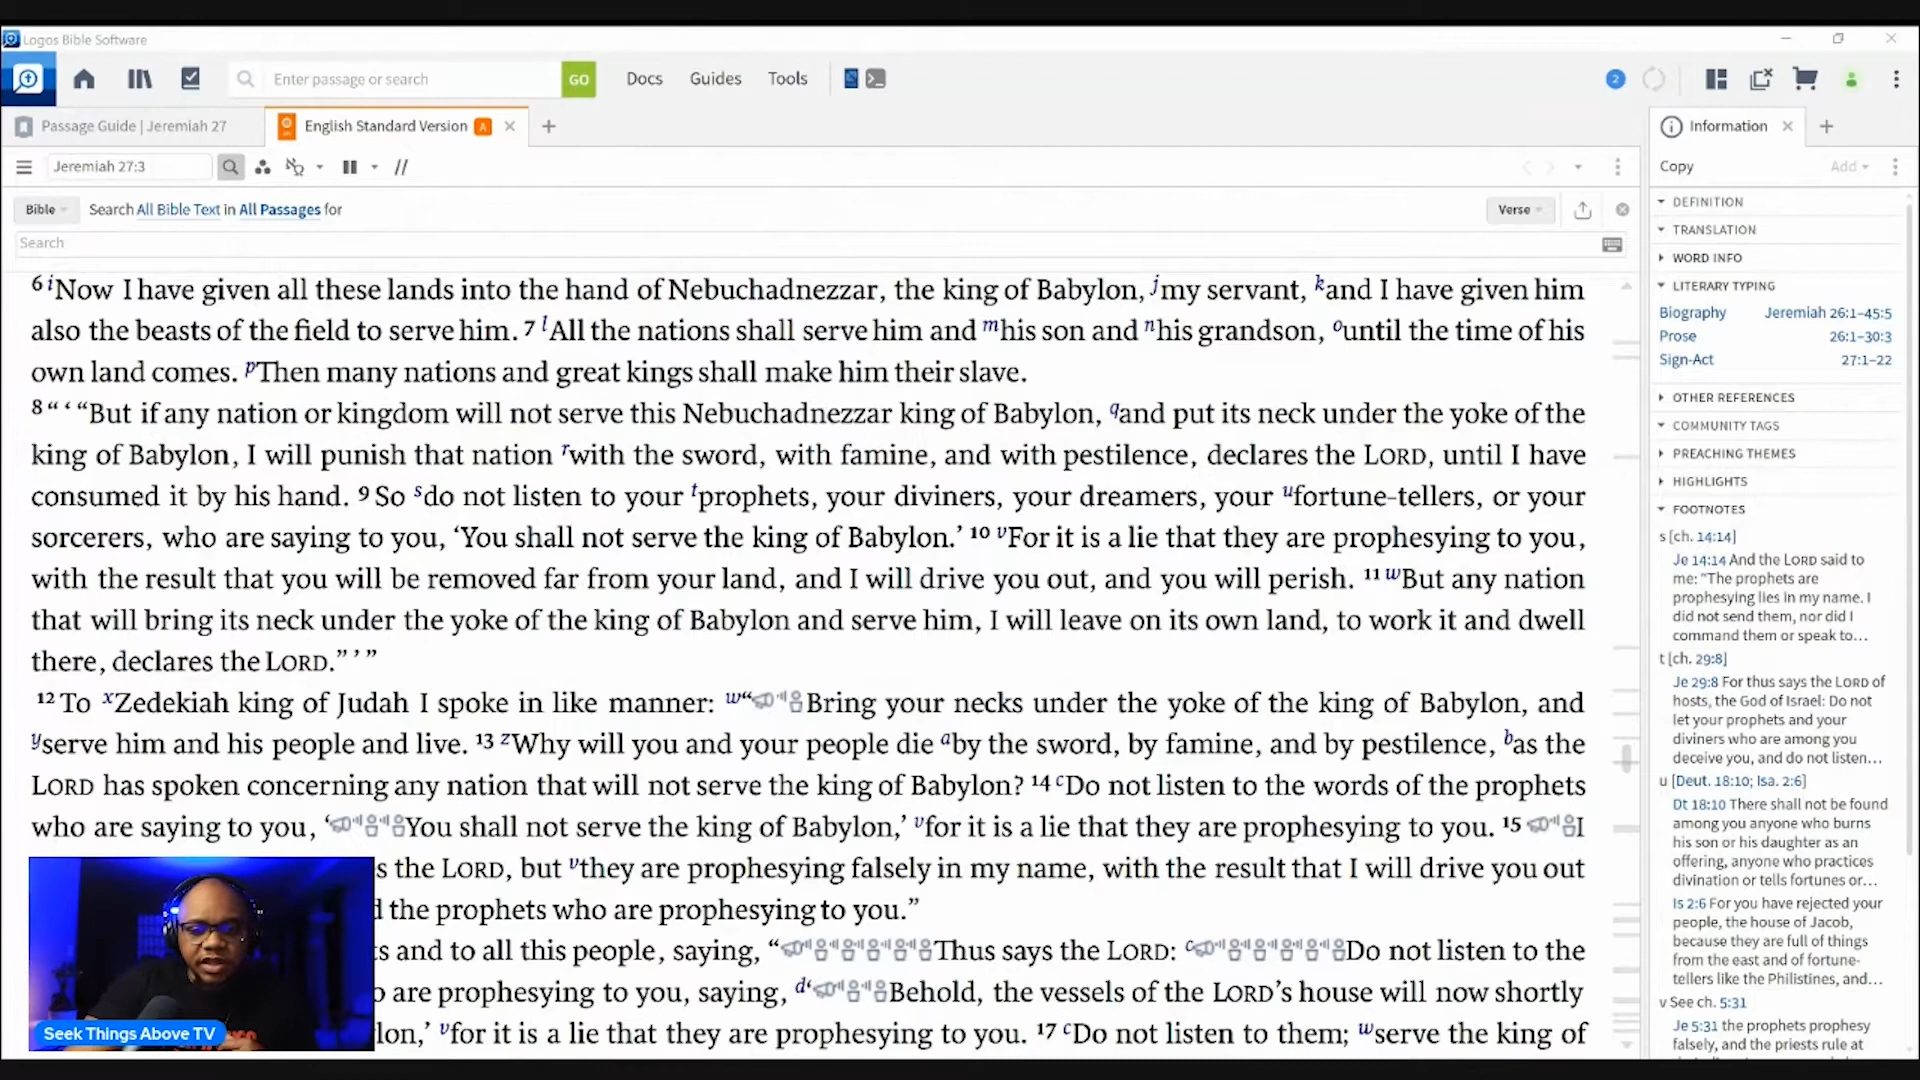 Logos Bible Software
Enter passage or search
GO
Docs
Guides
Tools
2
Passage Guide | Jeremiah 27
English Standard Version A
Jeremiah 27:3
Bible
Search All Bible Text in All Passages for
Verse
Search
6 i Now I have given all these lands into the hand of Nebuchadnezzar, the king of Babylon, j my servant, k and I have given him
also the beasts of the field to serve him. 7 l All the nations shall serve him and m his son and n his grandson, o until the time of his
own land comes. p Then many nations and great kings shall make him their slave.
8 “ ‘ “But if any nation or kingdom will not serve this Nebuchadnezzar king of Babylon, q and put its neck under the yoke of the
king of Babylon, I will punish that nation r with the sword, with famine, and with pestilence, declares the LORD, until I have
consumed it by his hand. 9 So s do not listen to your t prophets, your diviners, your dreamers, your u fortune-tellers, or your
sorcerers, who are saying to you, ‘You shall not serve the king of Babylon.’ 10 v For it is a lie that they are prophesying to you,
with the result that you will be removed far from your land, and I will drive you out, and you will perish. 11 w But any nation
that will bring its neck under the yoke of the king of Babylon and serve him, I will leave on its own land, to work it and dwell
there, declares the LORD.” ’ ”
12 To x Zedekiah king of Judah I spoke in like manner: w “Bring your necks under the yoke of the king of Babylon, and
y serve him and his people and live. 13 z Why will you and your people die a by the sword, by famine, and by pestilence, b as the
LORD has spoken concerning any nation that will not serve the king of Babylon? 14 c Do not listen to the words of the prophets
who are saying to you, ‘You shall not serve the king of Babylon,’ v for it is a lie that they are prophesying to you. 15 I
s the LORD, but v they are prophesying falsely in my name, with the result that I will drive you out
d the prophets who are prophesying to you.”
ts and to all this people, saying, “Thus says the LORD: c Do not listen to the
o are prophesying to you, saying, d ‘Behold, the vessels of the LORD’s house will now shortly
lon,’ v for it is a lie that they are prophesying to you. 17 c Do not listen to them; w serve the king of
Seek Things Above TV
Information
Copy
Add
DEFINITION
TRANSLATION
WORD INFO
LITERARY TYPING
Biography Jeremiah 26:1–45:5
Prose 26:1–30:3
Sign-Act 27:1–22
OTHER REFERENCES
COMMUNITY TAGS
PREACHING THEMES
HIGHLIGHTS
FOOTNOTES
s [ch. 14:14]
Je 14:14 And the LORD said to
me: “The prophets are
prophesying lies in my name. I
did not send them, nor did I
command them or speak to...
t [ch. 29:8]
Je 29:8 For thus says the LORD of
hosts, the God of Israel: Do not
let your prophets and your
diviners who are among you
deceive you, and do not listen...
u [Deut. 18:10; Isa. 2:6]
Dt 18:10 There shall not be found
among you anyone who burns
his son or his daughter as an
offering, anyone who practices
divination or tells fortunes or...
Is 2:6 For you have rejected your
people, the house of Jacob,
because they are full of things
from the east and of fortune-
tellers like the Philistines, and...
v See ch. 5:31
Je 5:31 the prophets prophesy
falsely, and the priests rule at